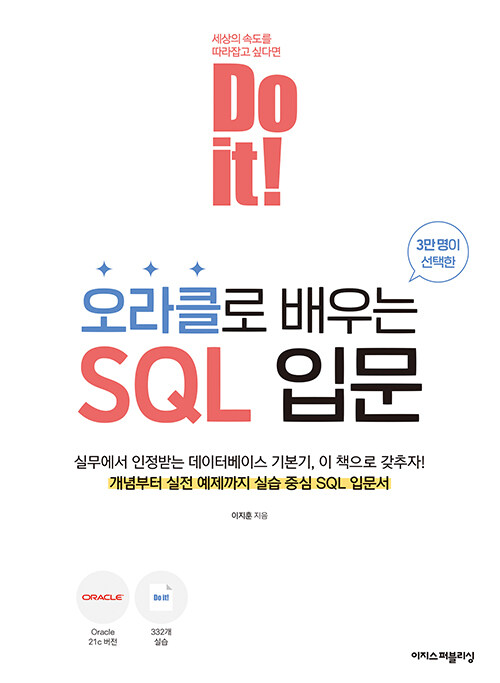 세상의 속도를
따라잡고 싶다면
Do
it!
3만 명이
선택한
오라클로 배우는
SQL 입문
실무에서 인정받는 데이터베이스 기본기, 이 책으로 갖추자!
개념부터 실전 예제까지 실습 중심 SQL 입문서
이지훈 지음
ORACLE
Do it!
Oracle
21c 버전
332개
실습
이지스 퍼블리싱